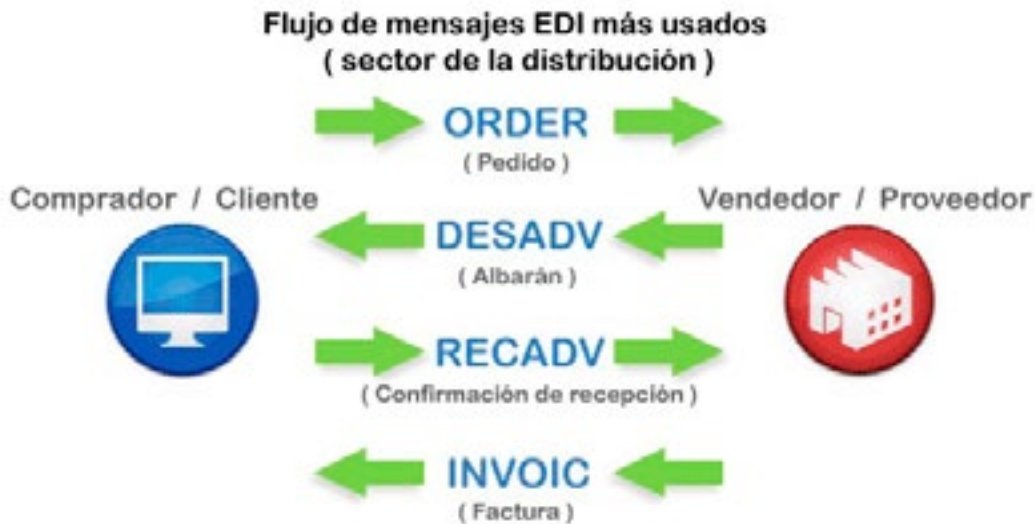 Flujo de mensajes EDI más usados
( sector de la distribución )
ORDER
( Pedido )
Comprador / Cliente
Vendedor / Proveedor
DESADV
( Albarán )
RECADV
( Confirmación de recepción )
INVOIC
( Factura )